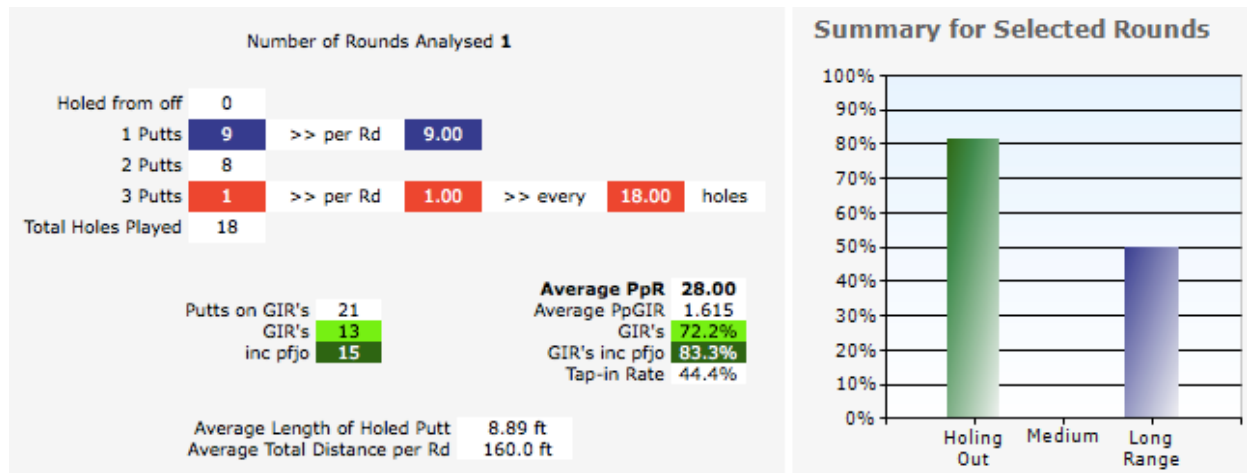 Number of Rounds Analysed 1
Holed from off 0
1 Putts 9 >> per Rd 9.00
2 Putts 8
3 Putts 1 >> per Rd 1.00 >> every 18.00 holes
Total Holes Played 18
Putts on GIR's 21
GIR's 13
inc pfjo 15
Average PpR 28.00
Average PpGIR 1.615
GIR's 72.2%
GIR's inc pfjo 83.3%
Tap-in Rate 44.4%
Average Length of Holed Putt 8.89 ft
Average Total Distance per Rd 160.0 ft
Summary for Selected Rounds
100%
90%
80%
70%
60%
50%
40%
30%
20%
10%
0%
Holing Out
Medium
Long Range